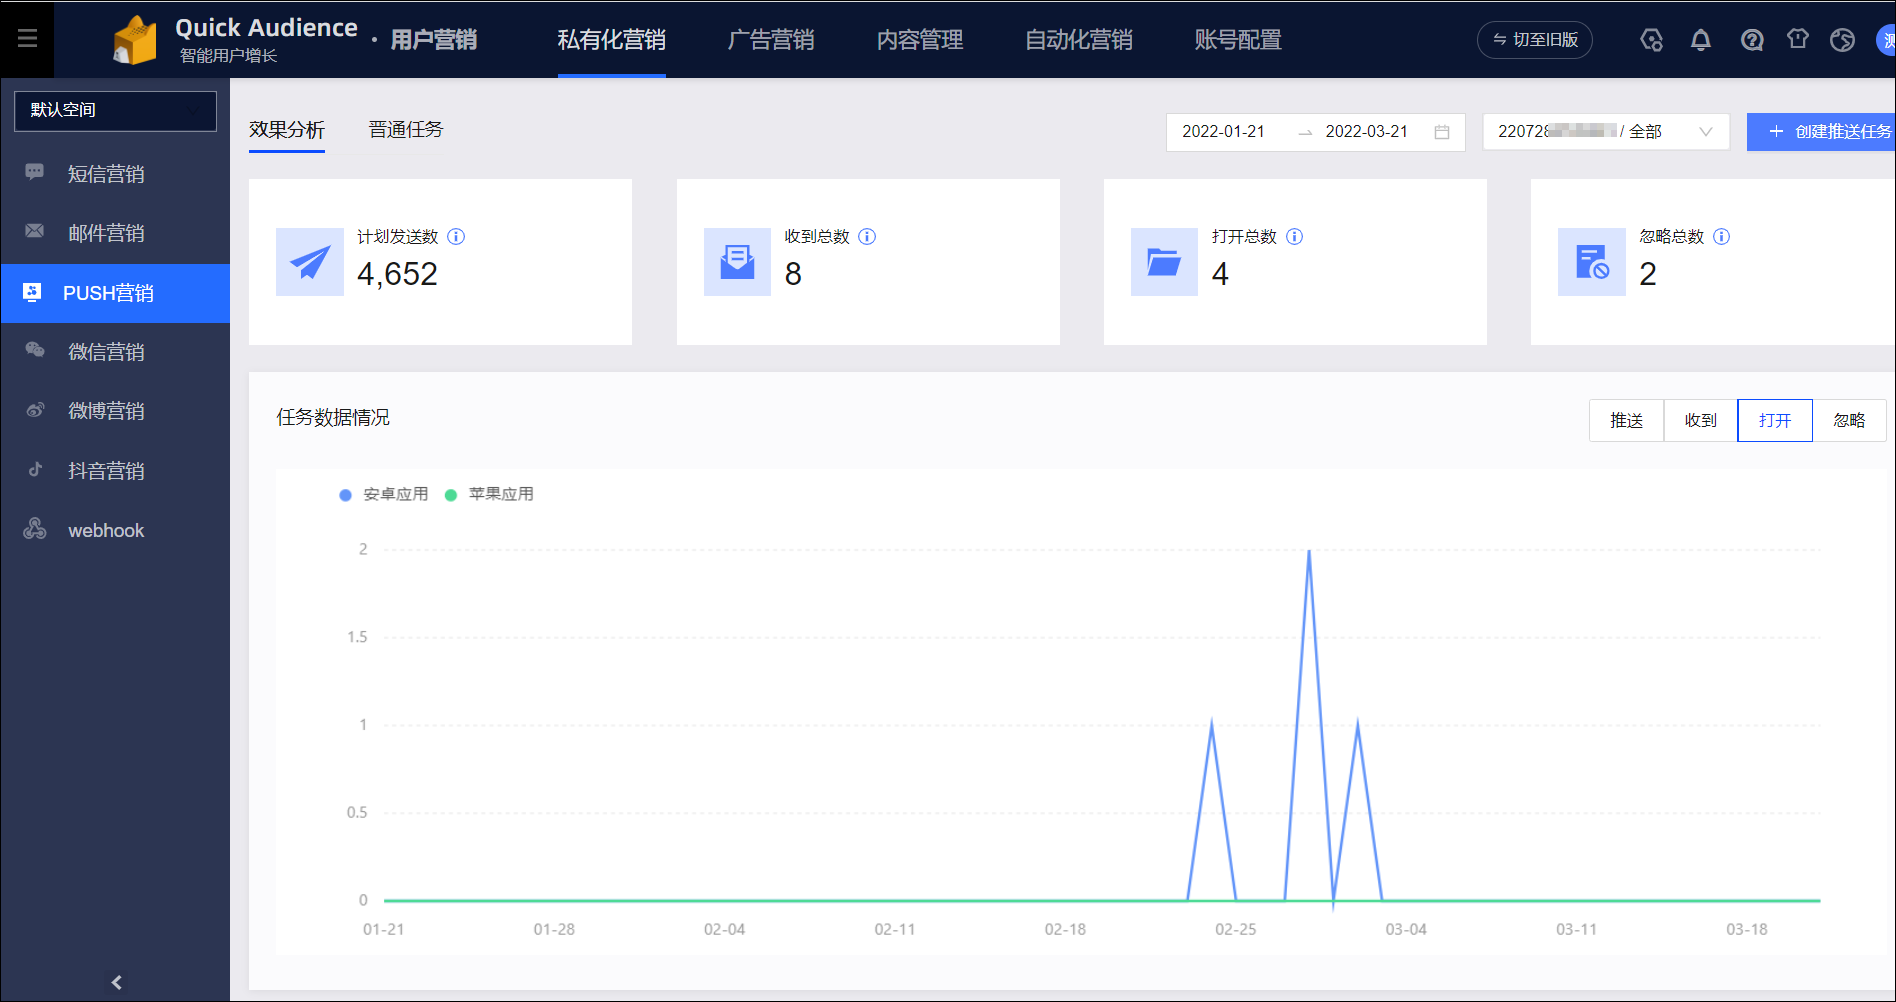 Quick Audience
智能用户增长
· 用户营销
私有化营销
广告营销
内容管理
自动化营销
账号配置
切至旧版
默认空间
短信营销
邮件营销
PUSH营销
微信营销
微博营销
抖音营销
webhook
效果分析
普通任务
2022-01-21
2022-03-21
220728
/ 全部
+ 创建推送任务
计划发送数
4,652
收到总数
8
打开总数
4
忽略总数
2
任务数据情况
推送
收到
打开
忽略
安卓应用
苹果应用
2
1.5
1
0.5
0
01-21
01-28
02-04
02-11
02-18
02-25
03-04
03-11
03-18